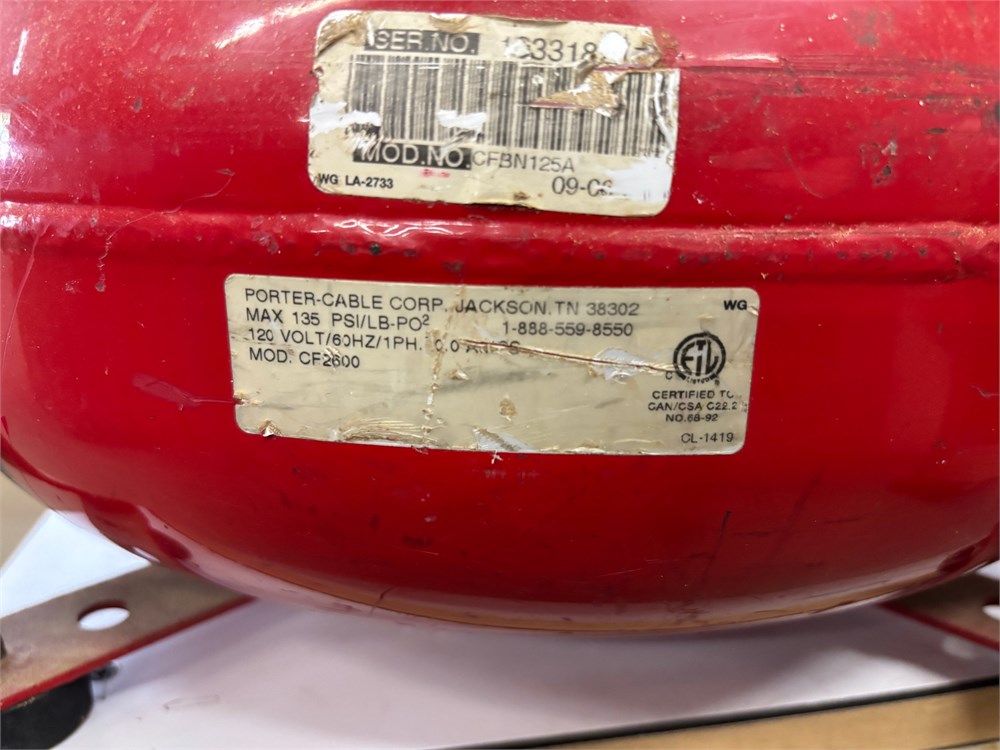 SER.NO.
MOD.NO. CFBN125A
WG LA-2733
PORTER-CABLE CORP. JACKSON, TN 38302
WG
MAX 135 PSI/LB-PO²
1-888-559-8550
120 VOLT/60HZ/1PH.
MOD. CF2600
ETL
C
LISTED
CERTIFIED TO
CAN/CSA C22.2
NO.68-92
CL-1419